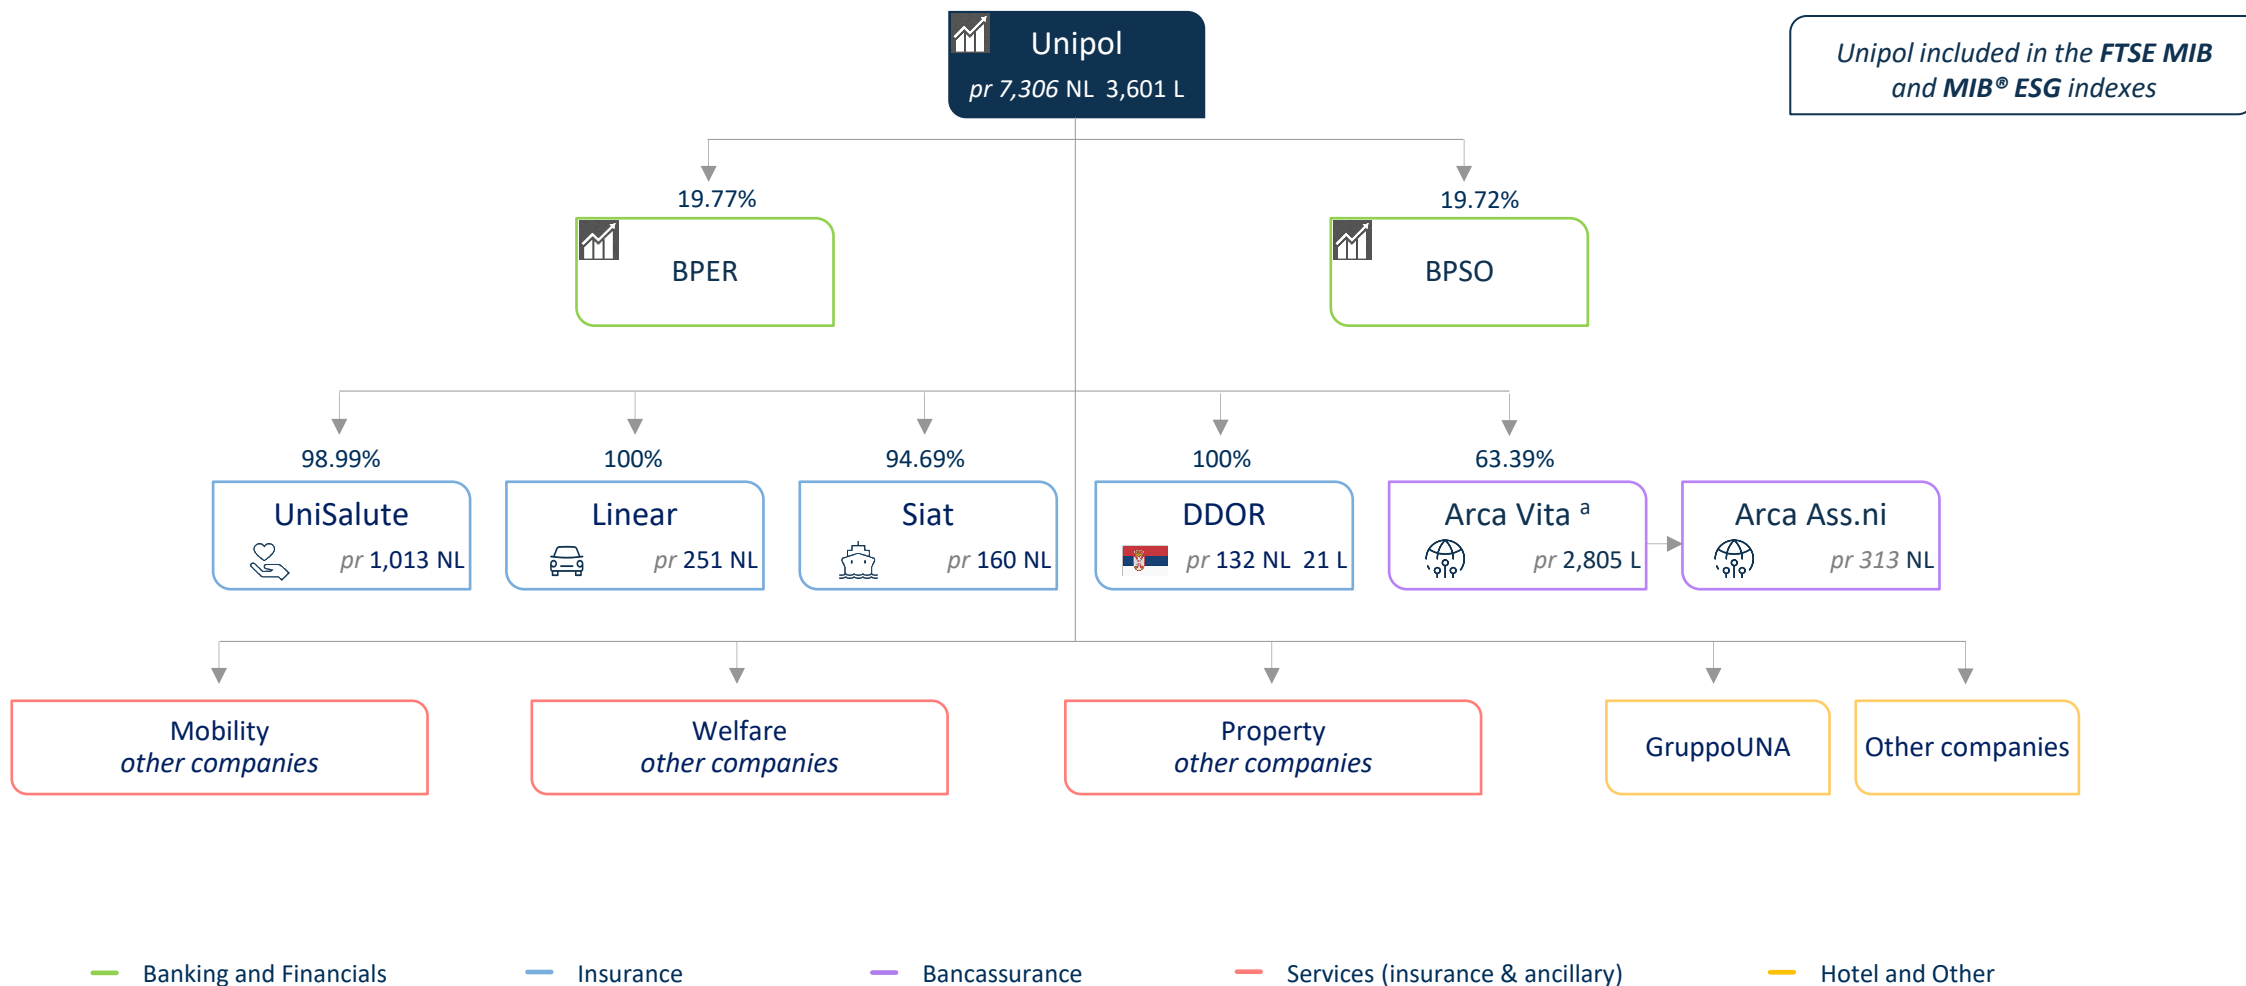 Unipol
pr 7,306 NL 3,601 L
Unipol included in the FTSE MIB
and MIB® ESG indexes
19.77%
19.72%
BPER
BPSO
98.99%
100%
94.69%
100%
63.39%
UniSalute
pr 1,013 NL
Linear
pr 251 NL
Siat
pr 160 NL
DDOR
pr 132 NL 21 L
Arca Vita ª
pr 2,805 L
Arca Ass.ni
pr 313 NL
Mobility
other companies
Welfare
other companies
Property
other companies
GruppoUNA
Other companies
Banking and Financials
Insurance
Bancassurance
Services (insurance & ancillary)
Hotel and Other